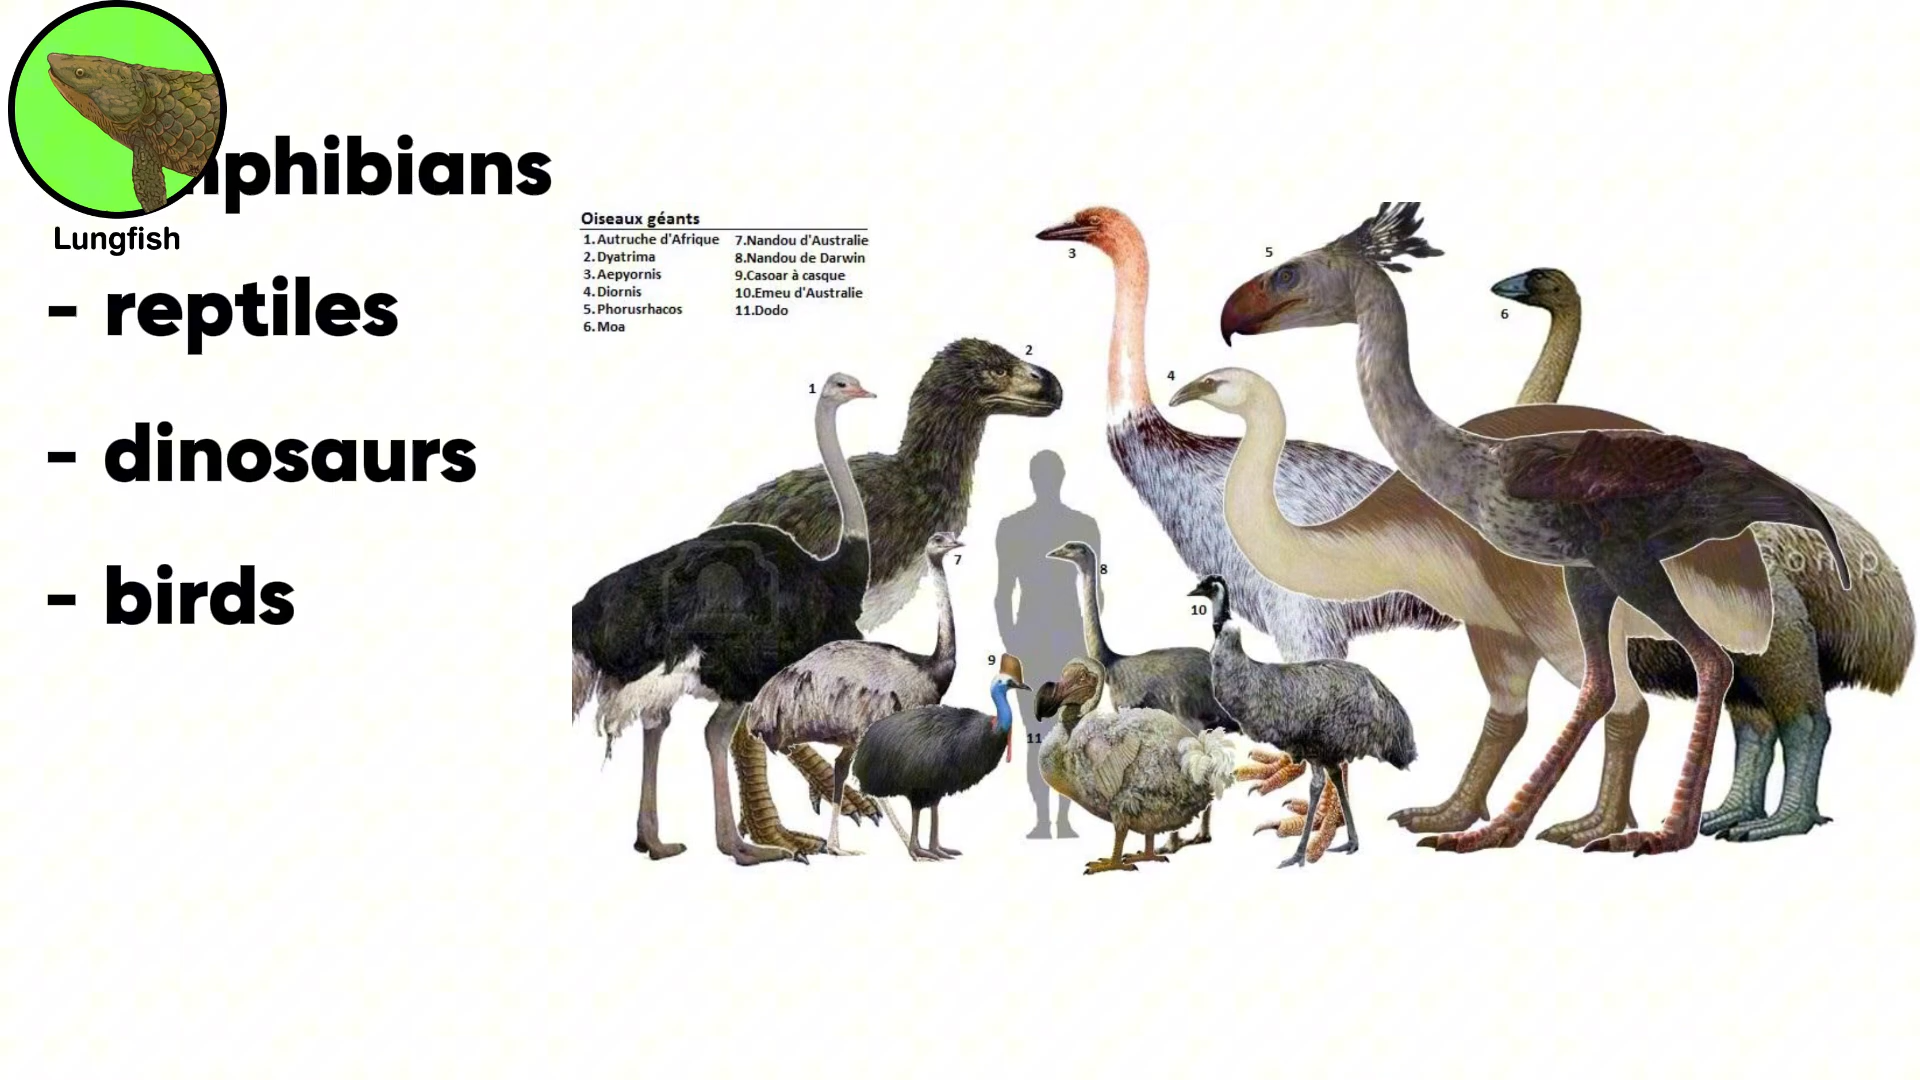 Lungfish
mphibians
- reptiles
- dinosaurs
- birds
Oiseaux géants
1. Autruche d'Afrique
2. Dyatrima
3. Aepyornis
4. Diornis
5. Phorusrhacos
6. Moa
7.Nandou d'Australie
8.Nandou de Darwin
9.Casoar à casque
10.Emeu d'Australie
11.Dodo
1
2
3
4
5
6
7
8
9
10
11